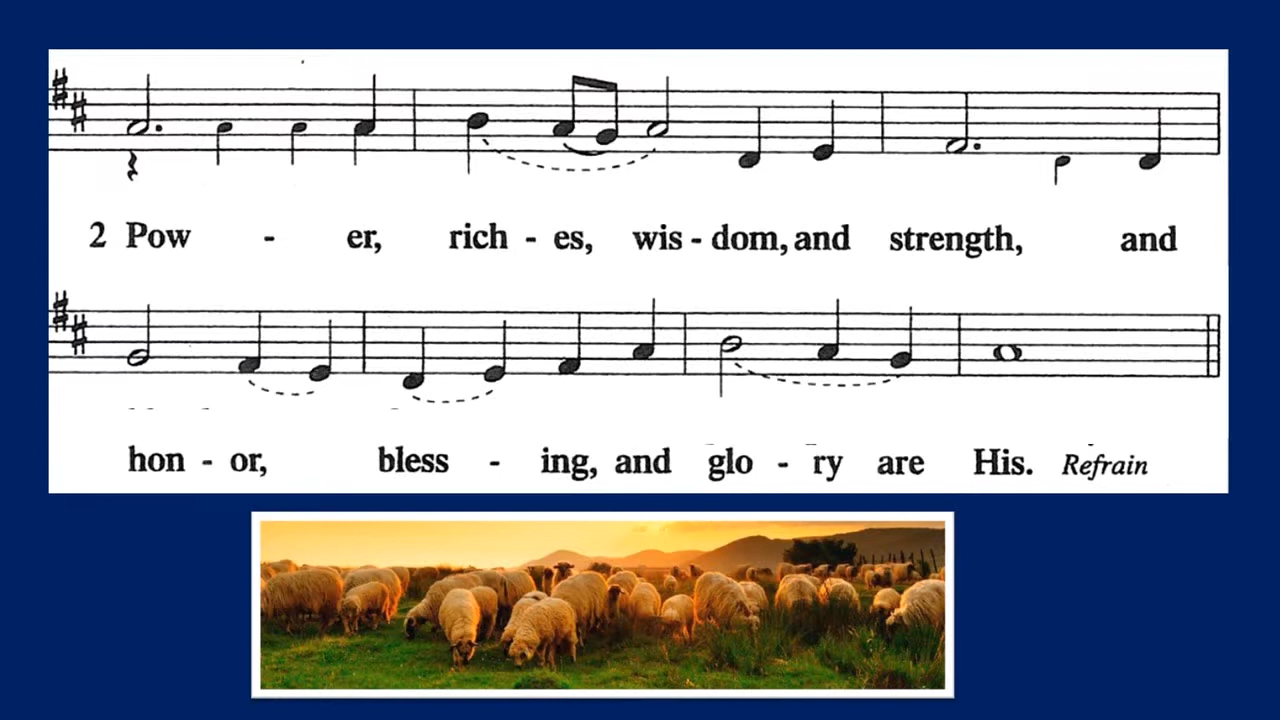 2 Pow - er, rich - es, wis - dom, and strength, and
hon - or, bless - ing, and glo - ry are His. Refrain